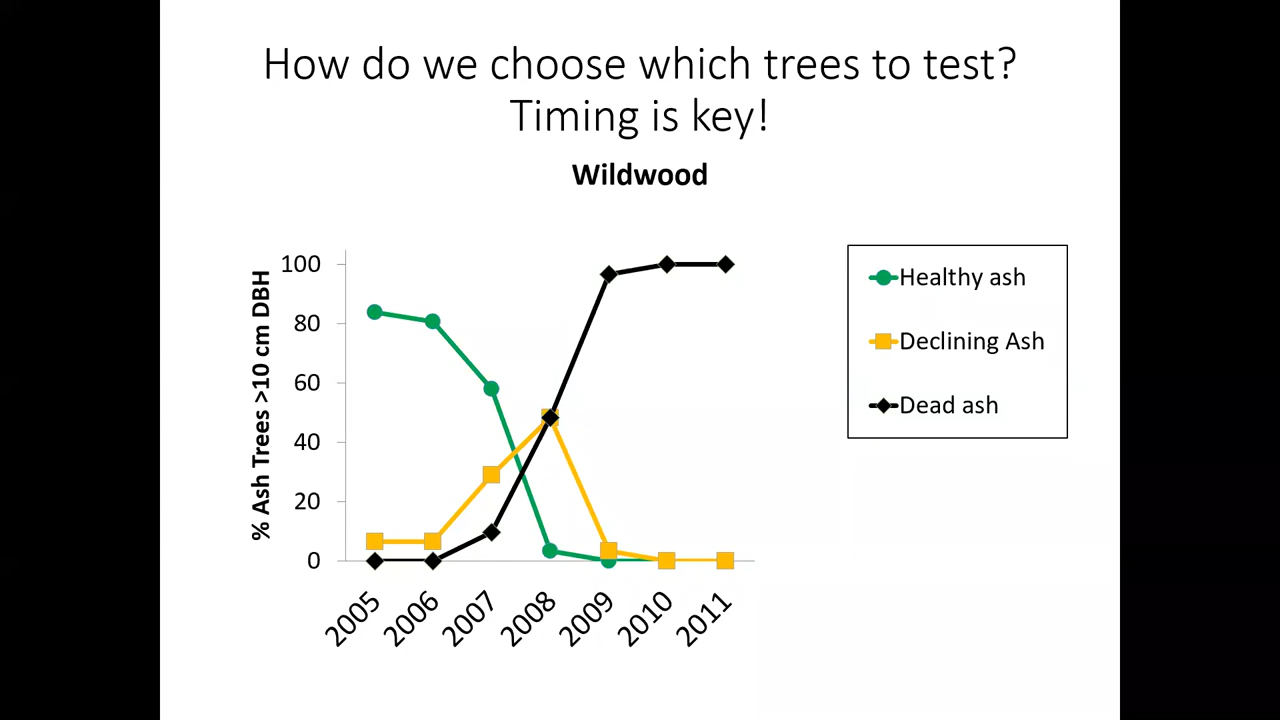 How do we choose which trees to test?
Timing is key!
Wildwood
% Ash Trees >10 cm DBH
100
80
60
40
20
0
2005
2006
2007
2008
2009
2010
2011
Healthy ash
Declining Ash
Dead ash